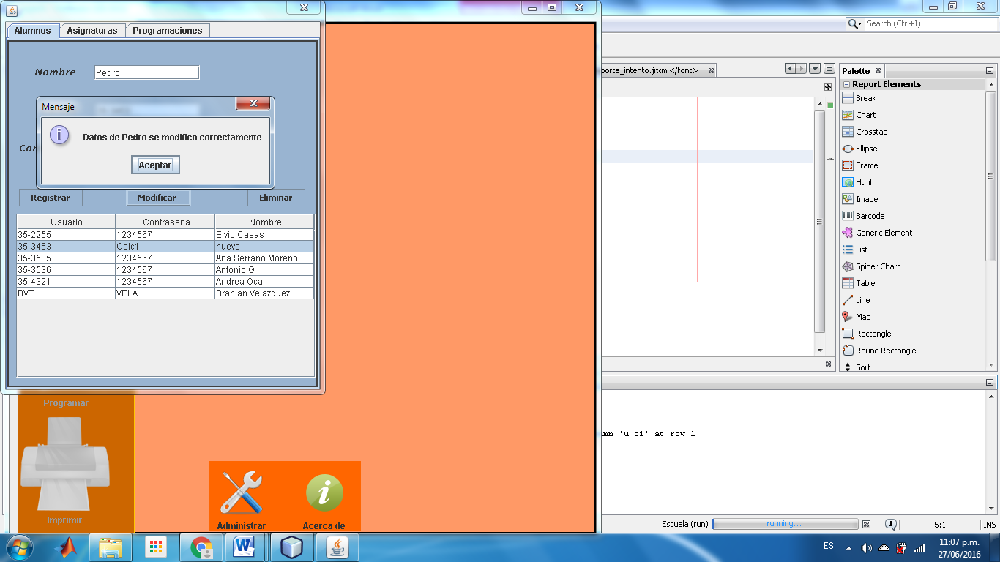 Search (Ctrl+I)
Alumnos Asignaturas Programaciones
porte_intento.jrxml</font>
Palette
Nombre Pedro
Report Elements
Break
Mensaje
Chart
Datos de Pedro se modifico correctamente
Crosstab
Ellipse
Aceptar
Frame
Html
Registrar Modificar Eliminar
Image
Barcode
Usuario Contrasena Nombre
35-2255 1234567 Elvio Casas
Generic Element
35-3453 Csic1 nuevo
List
35-3535 1234567 Ana Serrano Moreno
35-3536 1234567 Antonio G
Spider Chart
35-4321 1234567 Andrea Oca
Table
BVT VELA Brahian Velazquez
Line
Map
Rectangle
Round Rectangle
Sort
Programar
umn 'u_ci' at row 1
Imprimir
Administrar Acerca de
Escuela (run) running... 1 5:1 INS
ES 11:07 p.m.
27/06/2016